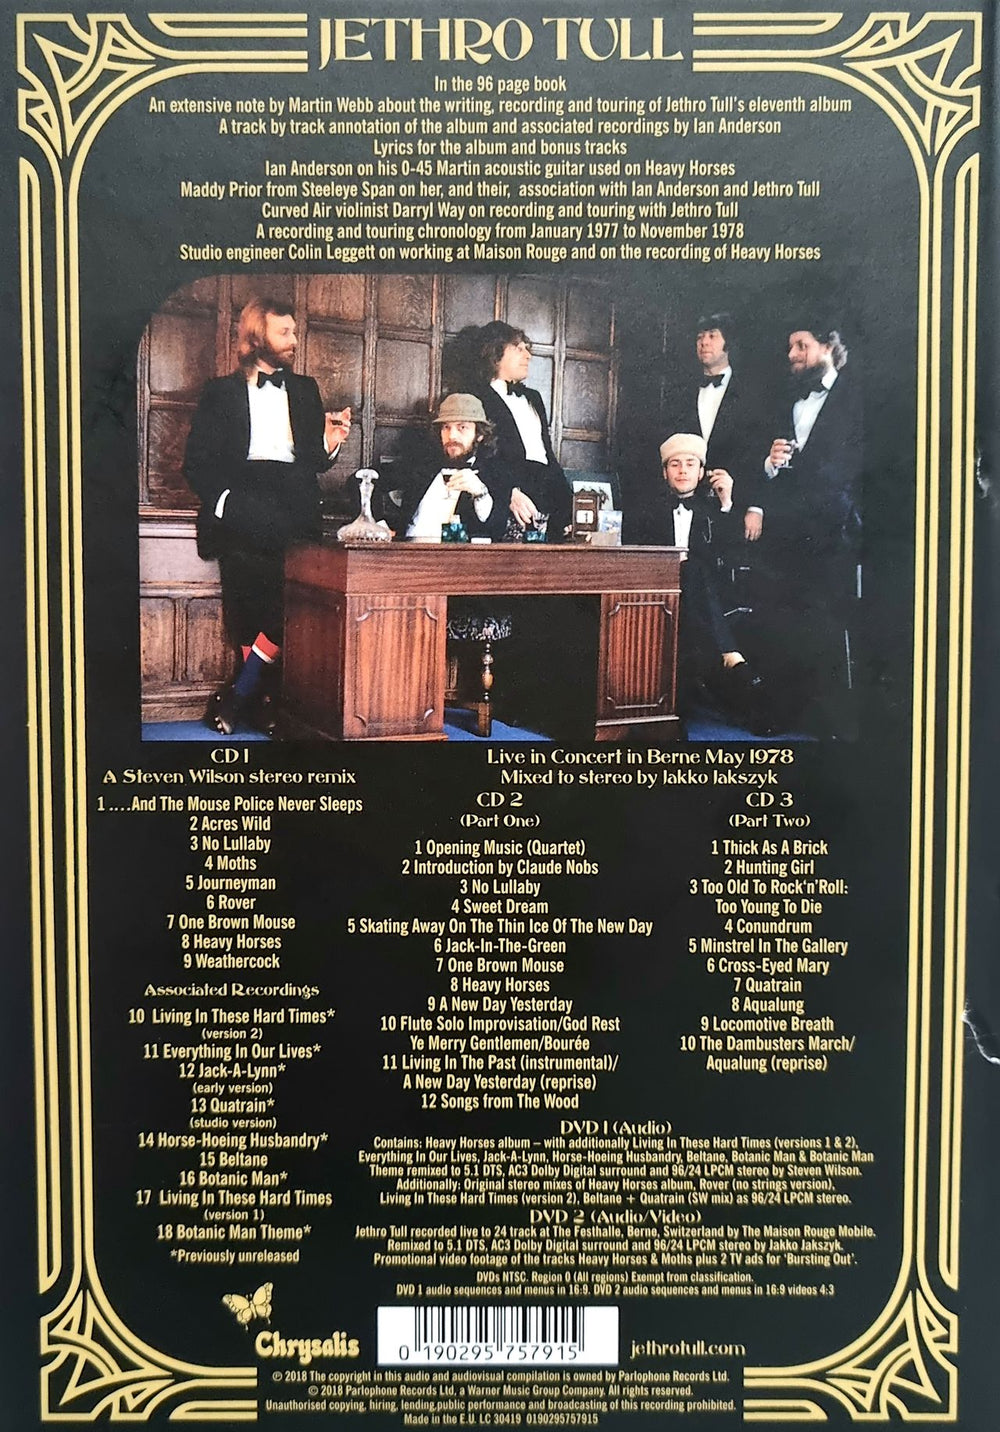 JETHRO TULL
In the 96 page book
An extensive note by Martin Webb about the writing, recording and touring of Jethro Tull's eleventh album
A track by track annotation of the album and associated recordings by Ian Anderson
Lyrics for the album and bonus tracks
Ian Anderson on his 0-45 Martin acoustic guitar used on Heavy Horses
Maddy Prior from Steeleye Span on her, and their, association with Ian Anderson and Jethro Tull
Curved Air violinist Darryl Way on recording and touring with Jethro Tull
A recording and touring chronology from January 1977 to November 1978
Studio engineer Colin Leggett on working at Maison Rouge and on the recording of Heavy Horses
CD 1
A Steven Wilson stereo remix
1 ....And The Mouse Police Never Sleeps
2 Acres Wild
3 No Lullaby
4 Moths
5 Journeyman
6 Rover
7 One Brown Mouse
8 Heavy Horses
9 Weathercock
Associated Recordings
10 Living In These Hard Times*
(version 2)
11 Everything In Our Lives*
12 Jack-A-Lynn*
(early version)
13 Quatrain*
(studio version)
14 Horse-Hoeing Husbandry*
15 Beltane
16 Botanic Man*
17 Living In These Hard Times
(version 1)
18 Botanic Man Theme*
*Previously unreleased
Live in Concert in Berne May 1978
Mixed to stereo by Jakko Jakszyk
CD 2
(Part One)
1 Opening Music (Quartet)
2 Introduction by Claude Nobs
3 No Lullaby
4 Sweet Dream
5 Skating Away On The Thin Ice Of The New Day
6 Jack-In-The-Green
7 One Brown Mouse
8 Heavy Horses
9 A New Day Yesterday
10 Flute Solo Improvisation/God Rest
Ye Merry Gentlemen/Bourée
11 Living In The Past (instrumental)/
A New Day Yesterday (reprise)
12 Songs from The Wood
CD 3
(Part Two)
1 Thick As A Brick
2 Hunting Girl
3 Too Old To Rock'n'Roll:
Too Young To Die
4 Conundrum
5 Minstrel In The Gallery
6 Cross-Eyed Mary
7 Quatrain
8 Aqualung
9 Locomotive Breath
10 The Dambusters March/
Aqualung (reprise)
DVD 1 (Audio)
Contains: Heavy Horses album – with additionally Living In These Hard Times (versions 1 & 2),
Everything In Our Lives, Jack-A-Lynn, Horse-Hoeing Husbandry, Beltane, Botanic Man & Botanic Man
Theme remixed to 5.1 DTS, AC3 Dolby Digital surround and 96/24 LPCM stereo by Steven Wilson.
Additionally: Original stereo mixes of Heavy Horses album, Rover (no strings version),
Living In These Hard Times (version 2), Beltane + Quatrain (SW mix) as 96/24 LPCM stereo.
DVD 2 (Audio/Video)
Jethro Tull recorded live to 24 track at The Festhalle, Berne, Switzerland by The Maison Rouge Mobile.
Remixed to 5.1 DTS, AC3 Dolby Digital surround and 96/24 LPCM stereo by Jakko Jakszyk.
Promotional video footage of the tracks Heavy Horses & Moths plus 2 TV ads for 'Bursting Out'.
DVDs NTSC. Region 0 (All regions) Exempt from classification.
DVD 1 audio sequences and menus in 16:9. DVD 2 audio sequences and menus in 16:9 videos 4:3
Chrysalis
0 190295 757915
jethrotull.com
℗ 2018 The copyright in this audio and audiovisual compilation is owned by Parlophone Records Ltd.
© 2018 Parlophone Records Ltd. a Warner Music Group Company. All rights reserved.
Unauthorised copying, hiring, lending,public performance and broadcasting of this recording prohibited.
Made in the E.U. LC 30419 0190295757915